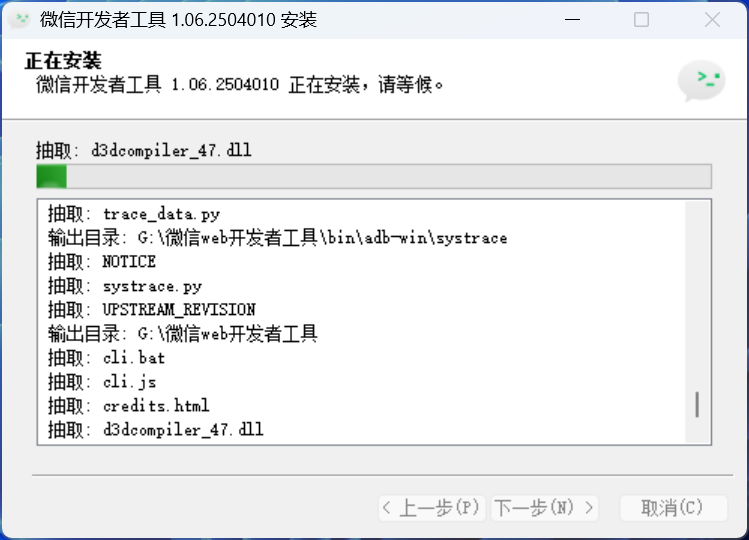 微信开发者工具 1.06.2504010 安装
正在安装
微信开发者工具 1.06.2504010 正在安装，请等候。
抽取: d3dcompiler_47.dll
抽取: trace_data.py
输出目录: G:\微信web开发者工具\bin\adb-win\systrace
抽取: NOTICE
抽取: systrace.py
抽取: UPSTREAM_REVISION
输出目录: G:\微信web开发者工具
抽取: cli.bat
抽取: cli.js
抽取: credits.html
抽取: d3dcompiler_47.dll
< 上一步(P) 下一步(N) > 取消(C)